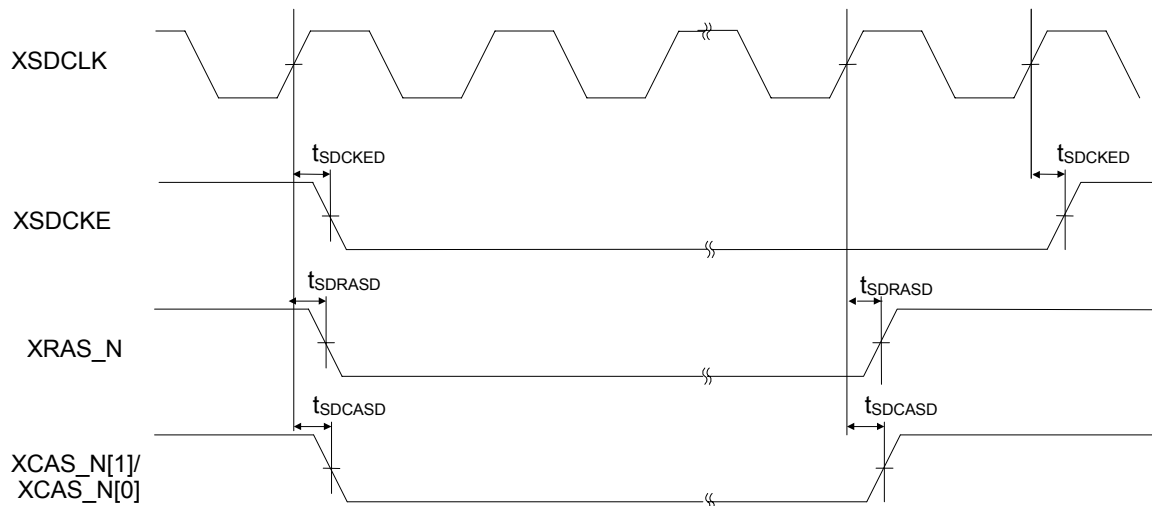 XSDCLK
tSDCKED
tSDCKED
XSDCKE
tSDRASD
tSDRASD
XRAS_N
tSDCASD
tSDCASD
XCAS_N[1]/
XCAS_N[0]